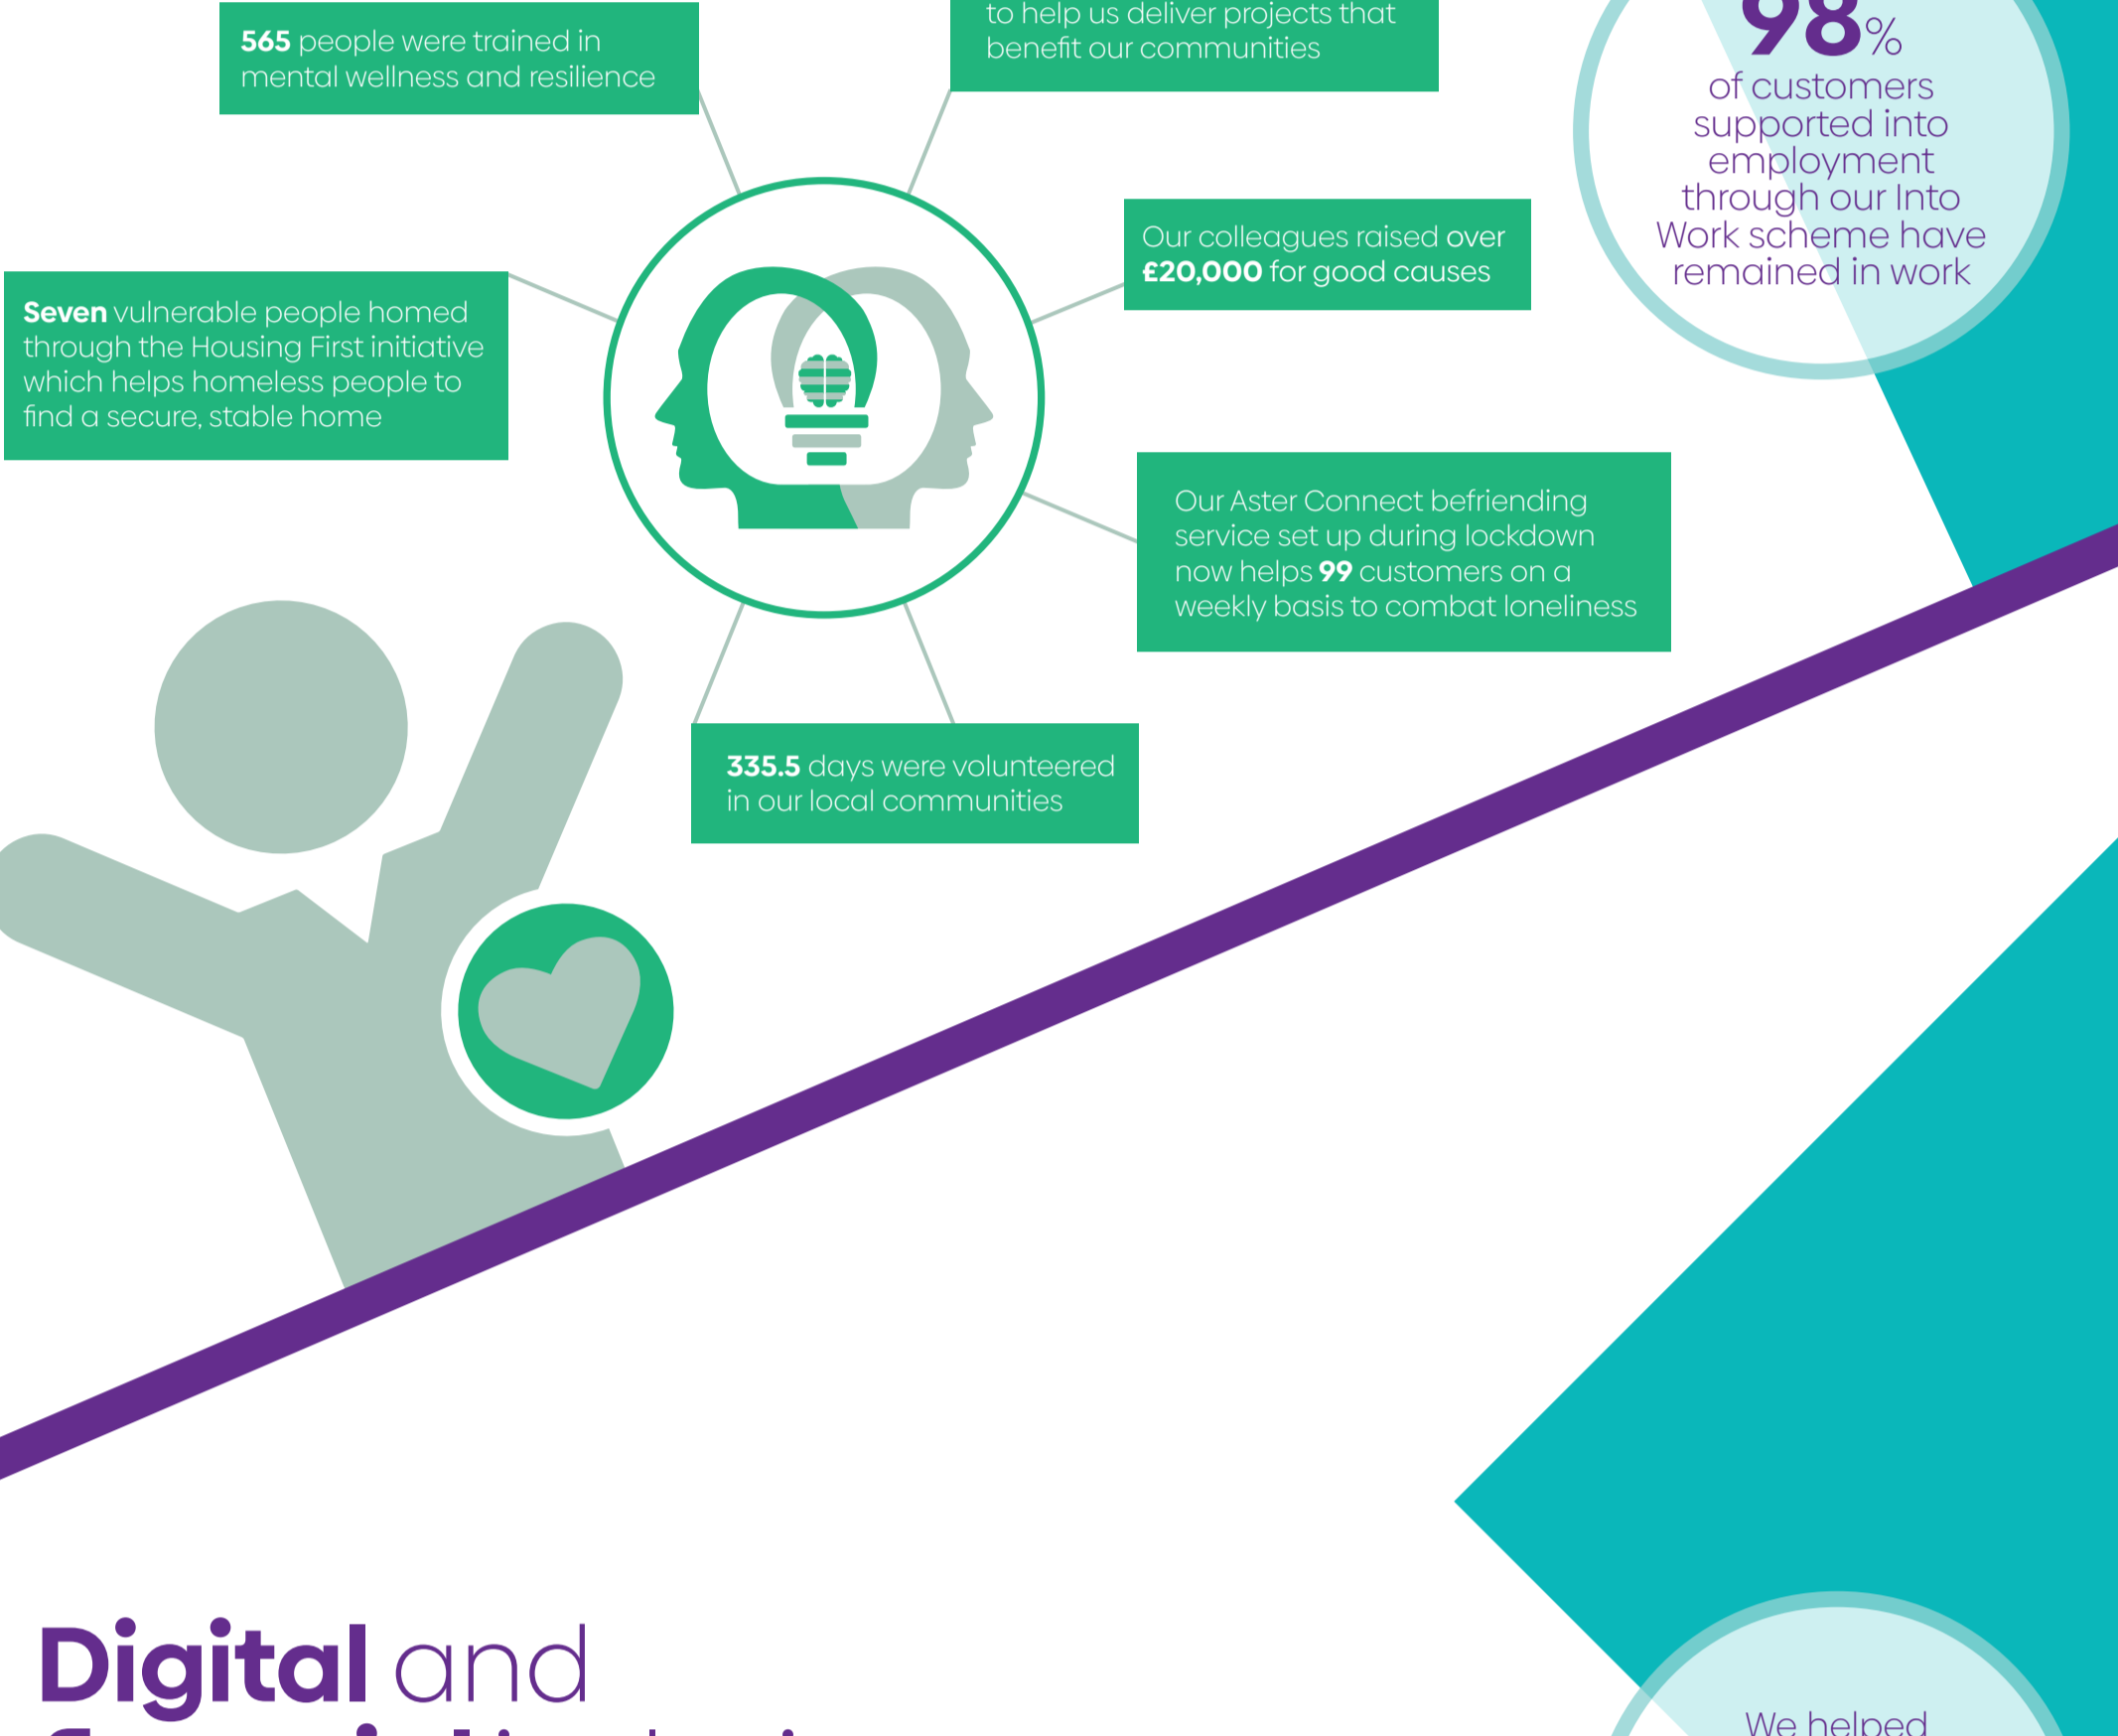 565 people were trained in
mental wellness and resilience
to help us deliver projects that
benefit our communities
98%
of customers
supported into
employment
through our Into
Work scheme have
remained in work
Our colleagues raised over
£20,000 for good causes
Seven vulnerable people homed
through the Housing First initiative
which helps homeless people to
find a secure, stable home
Our Aster Connect befriending
service set up during lockdown
now helps 99 customers on a
weekly basis to combat loneliness
335.5 days were volunteered
in our local communities
Digital and
We helped